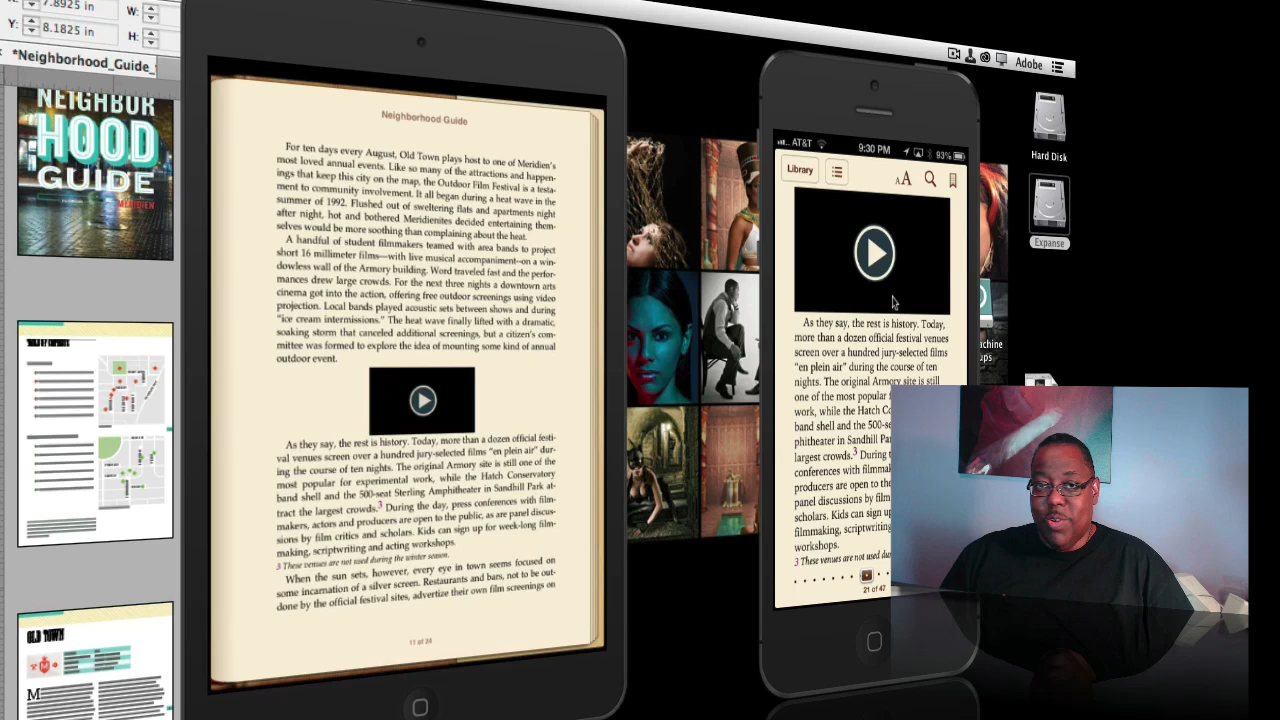 7.8925 in
W:
Y:
8.1825 in
H:
*Neighborhood_Guide_
NEIGHBOR
HOOD
GUIDE
MERIDIEN
TABLE OF CONTENTS
OLD TOWN
M
Neighborhood Guide
For ten days every August, Old Town plays host to one of Meridien's
most loved annual events. Like so many of the attractions and happen-
ings that keep this city on the map, the Outdoor Film Festival is a testa-
ment to community involvement. It all began during a heat wave in the
summer of 1992. Flushed out of sweltering flats and apartments night
after night, hot and bothered Meridienites decided entertaining them-
selves would be more soothing than complaining about the heat.
A handful of student filmmakers teamed with area bands to project
short 16 millimeter films—with live musical accompaniment—on a win-
dowless wall of the Armory building. Word traveled fast and the perfor-
mances drew large crowds. For the next three nights a downtown arts
cinema got into the action, offering free outdoor screenings using video
projection. Local bands played acoustic sets between shows and during
"ice cream intermissions." The heat wave finally lifted with a dramatic,
soaking storm that canceled additional screenings, but a citizen's com-
mittee was formed to explore the idea of mounting some kind of annual
outdoor event.
As they say, the rest is history. Today, more than a dozen official festi-
val venues screen over a hundred jury-selected films "en plein air" dur-
ing the course of ten nights. The original Armory site is still one of the
most popular for experimental work, while the Hatch Conservatory
band shell and the 500-seat Sterling Amphitheater in Sandhill Park at-
tract the largest crowds.3 During the day, press conferences with film-
makers, actors and producers are open to the public, as are panel discus-
sions by film critics and scholars. Kids can sign up for week-long film-
making, scriptwriting and acting workshops.
3 These venues are not used during the winter season.
When the sun sets, however, every eye in town seems focused on
some incarnation of a silver screen. Restaurants and bars, not to be out-
done by the official festival sites, advertize their own film screenings on
11 of 24
AT&T
9:30 PM
93%
Library
AA
As they say, the rest is history. Today,
more than a dozen official festival venues
screen over a hundred jury-selected films
"en plein air" during the course of ten
nights. The original Armory site is still
one of the most popular f
work, while the Hatch Co
band shell and the 500-se
phitheater in Sandhill Par
largest crowds.3 During t
conferences with filmmak
producers are open to the
panel discussions by film
scholars. Kids can sign up
filmmaking, scriptwriting
workshops.
3 These venues are not used du
21 of 47
Adobe
Hard Disk
Expanse
achine
ups